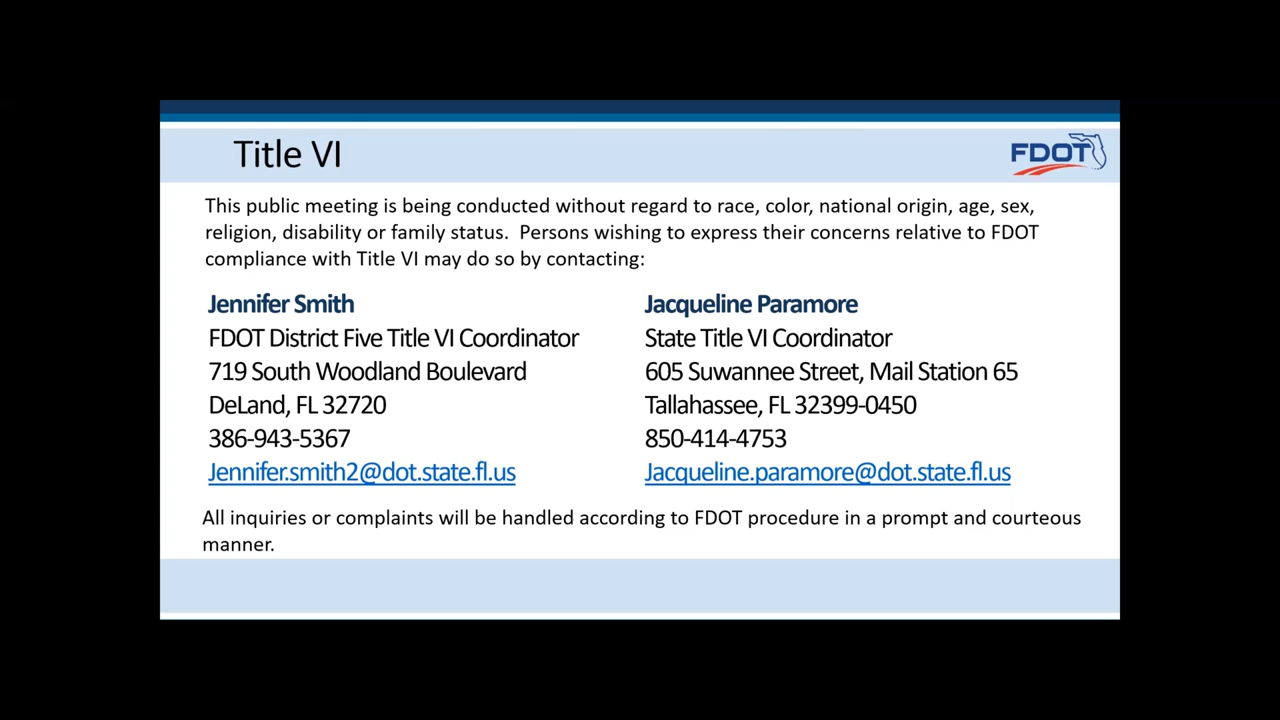 Title VI
FDOT
This public meeting is being conducted without regard to race, color, national origin, age, sex,
religion, disability or family status.  Persons wishing to express their concerns relative to FDOT
compliance with Title VI may do so by contacting:
Jennifer Smith
FDOT District Five Title VI Coordinator
719 South Woodland Boulevard
DeLand, FL 32720
386-943-5367
Jennifer.smith2@dot.state.fl.us
Jacqueline Paramore
State Title VI Coordinator
605 Suwannee Street, Mail Station 65
Tallahassee, FL 32399-0450
850-414-4753
Jacqueline.paramore@dot.state.fl.us
All inquiries or complaints will be handled according to FDOT procedure in a prompt and courteous
manner.